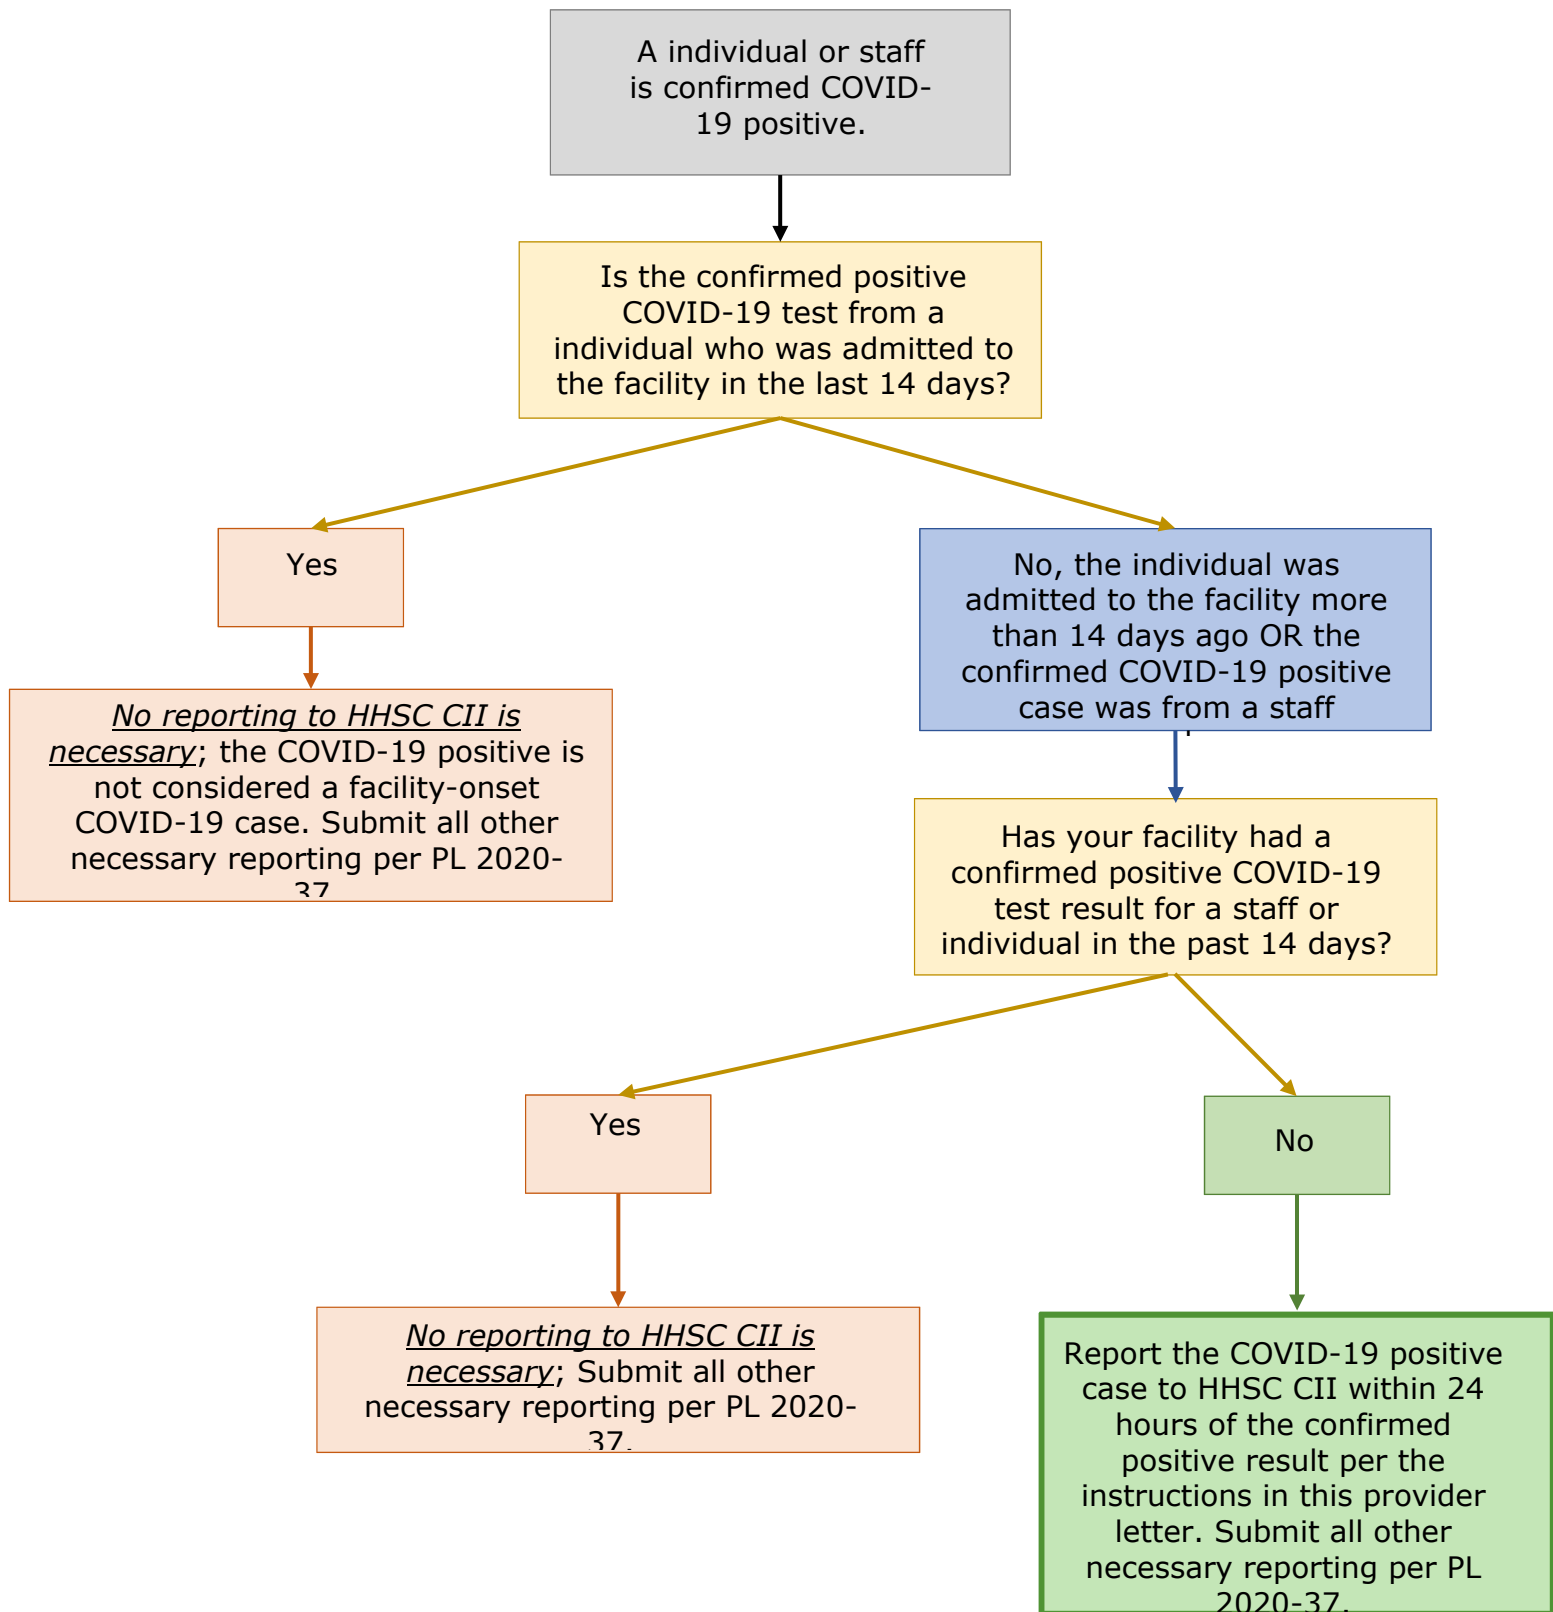 A individual or staff
is confirmed COVID-
19 positive.
Is the confirmed positive
COVID-19 test from a
individual who was admitted to
the facility in the last 14 days?
Yes
No, the individual was
admitted to the facility more
than 14 days ago OR the
confirmed COVID-19 positive
case was from a staff
No reporting to HHSC CII is
necessary; the COVID-19 positive is
not considered a facility-onset
COVID-19 case. Submit all other
necessary reporting per PL 2020-
37
Has your facility had a
confirmed positive COVID-19
test result for a staff or
individual in the past 14 days?
Yes
No
No reporting to HHSC CII is
necessary; Submit all other
necessary reporting per PL 2020-
37.
Report the COVID-19 positive
case to HHSC CII within 24
hours of the confirmed
positive result per the
instructions in this provider
letter. Submit all other
necessary reporting per PL
2020-37.